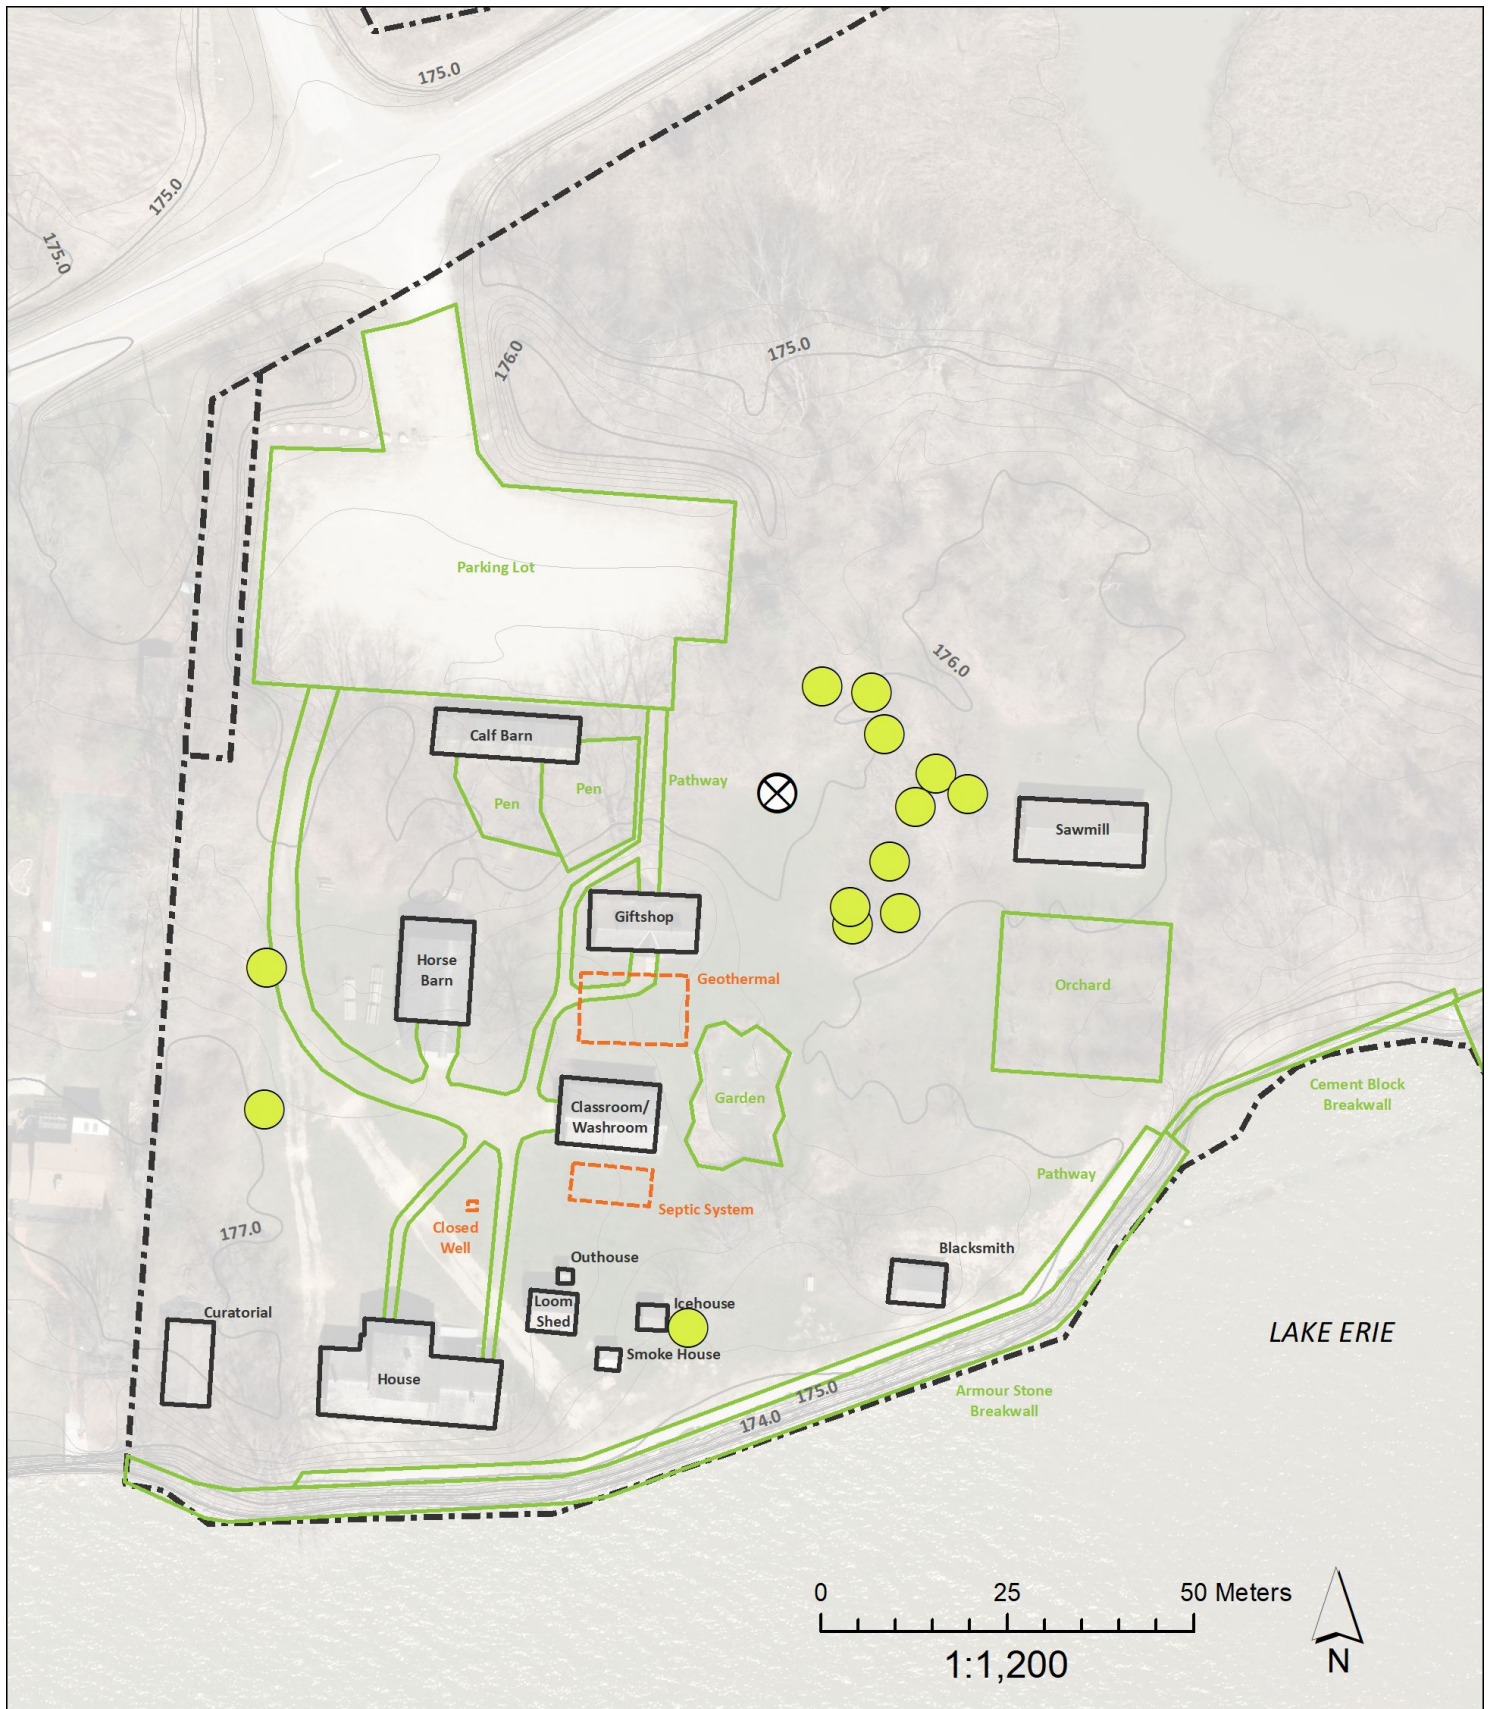 175.0
175.0
175.0
176.0
175.0
Parking Lot
176.0
Calf Barn
Pen
Pen
Pathway
Sawmill
Giftshop
Horse
Barn
Geothermal
Orchard
Classroom/
Washroom
Garden
Cement Block
Breakwall
Pathway
Septic System
Closed
Well
177.0
Outhouse
Blacksmith
Curatorial
Loom
Shed
Icehouse
Smoke House
House
LAKE ERIE
175.0
174.0
Armour Stone
Breakwall
0 25 50 Meters
1:1,200
N